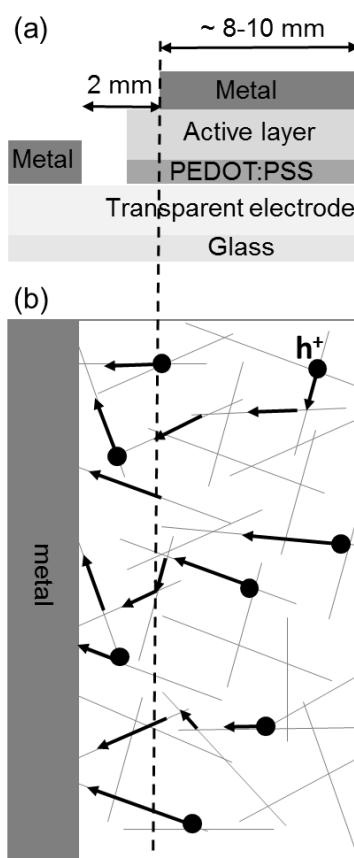 (a)
~ 8-10 mm
2 mm
Metal
Active layer
Metal
PEDOT:PSS
Transparent electrode
Glass
(b)
h+
metal